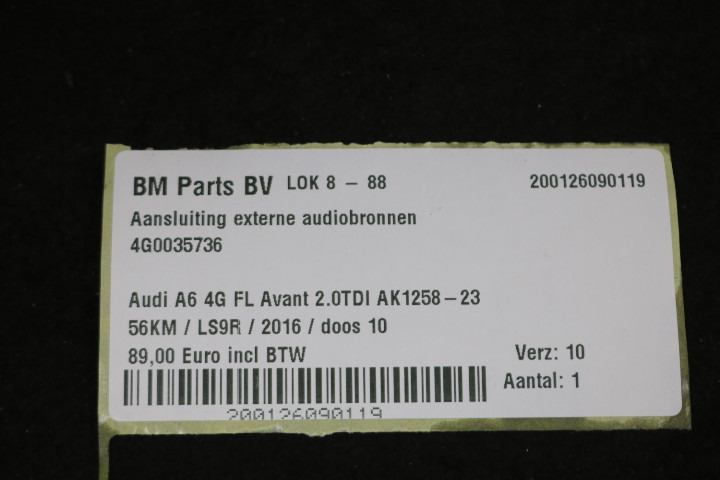 BM Parts BV LOK 8 - 88 200126090119
Aansluiting externe audiobronnen
4G0035736
Audi A6 4G FL Avant 2.0TDI AK1258-23
56KM / LS9R / 2016 / doos 10
89,00 Euro incl BTW Verz: 10
Aantal: 1
200126090119